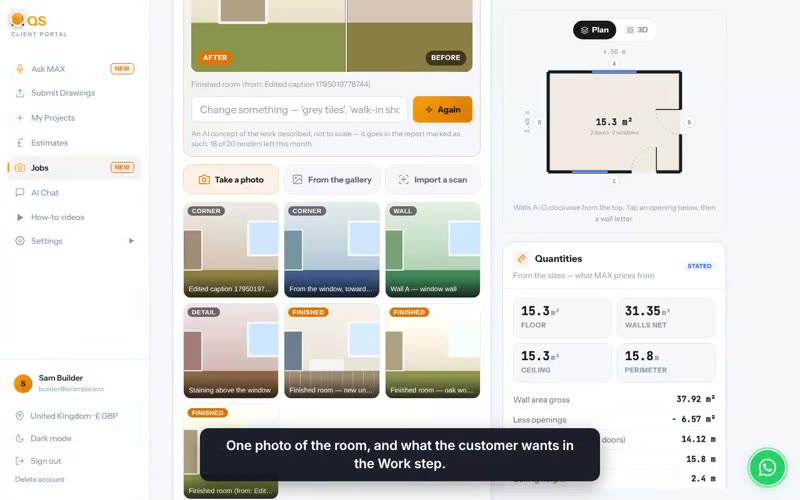 QS
CLIENT PORTAL
Ask MAX
NEW
Submit Drawings
My Projects
Estimates
Jobs
NEW
AI Chat
How-to videos
Settings
S
Sam Builder
builder@example.test
United Kingdom · £ GBP
Dark mode
Sign out
Delete account
AFTER
BEFORE
Finished room (from: Edited caption 1795019778744)
Change something — 'grey tiles', 'walk-in sho
Again
An AI concept of the work described, not to scale — it goes in the report marked as
such. 18 of 20 renders left this month.
Take a photo
From the gallery
Import a scan
CORNER
Edited caption 17950197…
CORNER
From the window, toward…
WALL
Wall A — window wall
DETAIL
Staining above the window
FINISHED
Finished room — new un…
FINISHED
Finished room — oak wo…
FINISHED
Finished room (from: Edit…
Plan
3D
4.50 m
A
D
B
C
15.3 m²
2 doors · 2 windows
Walls A–D clockwise from the top. Tap an opening below, then
a wall letter.
Quantities
From the sizes — what MAX prices from
STATED
15.3 m²
FLOOR
31.35 m²
WALLS NET
15.3 m²
CEILING
15.8 m
PERIMETER
Wall area gross
37.92 m²
Less openings
- 6.57 m²
doors)
14.12 m
15.8 m
2.4 m
One photo of the room, and what the customer wants in
the Work step.